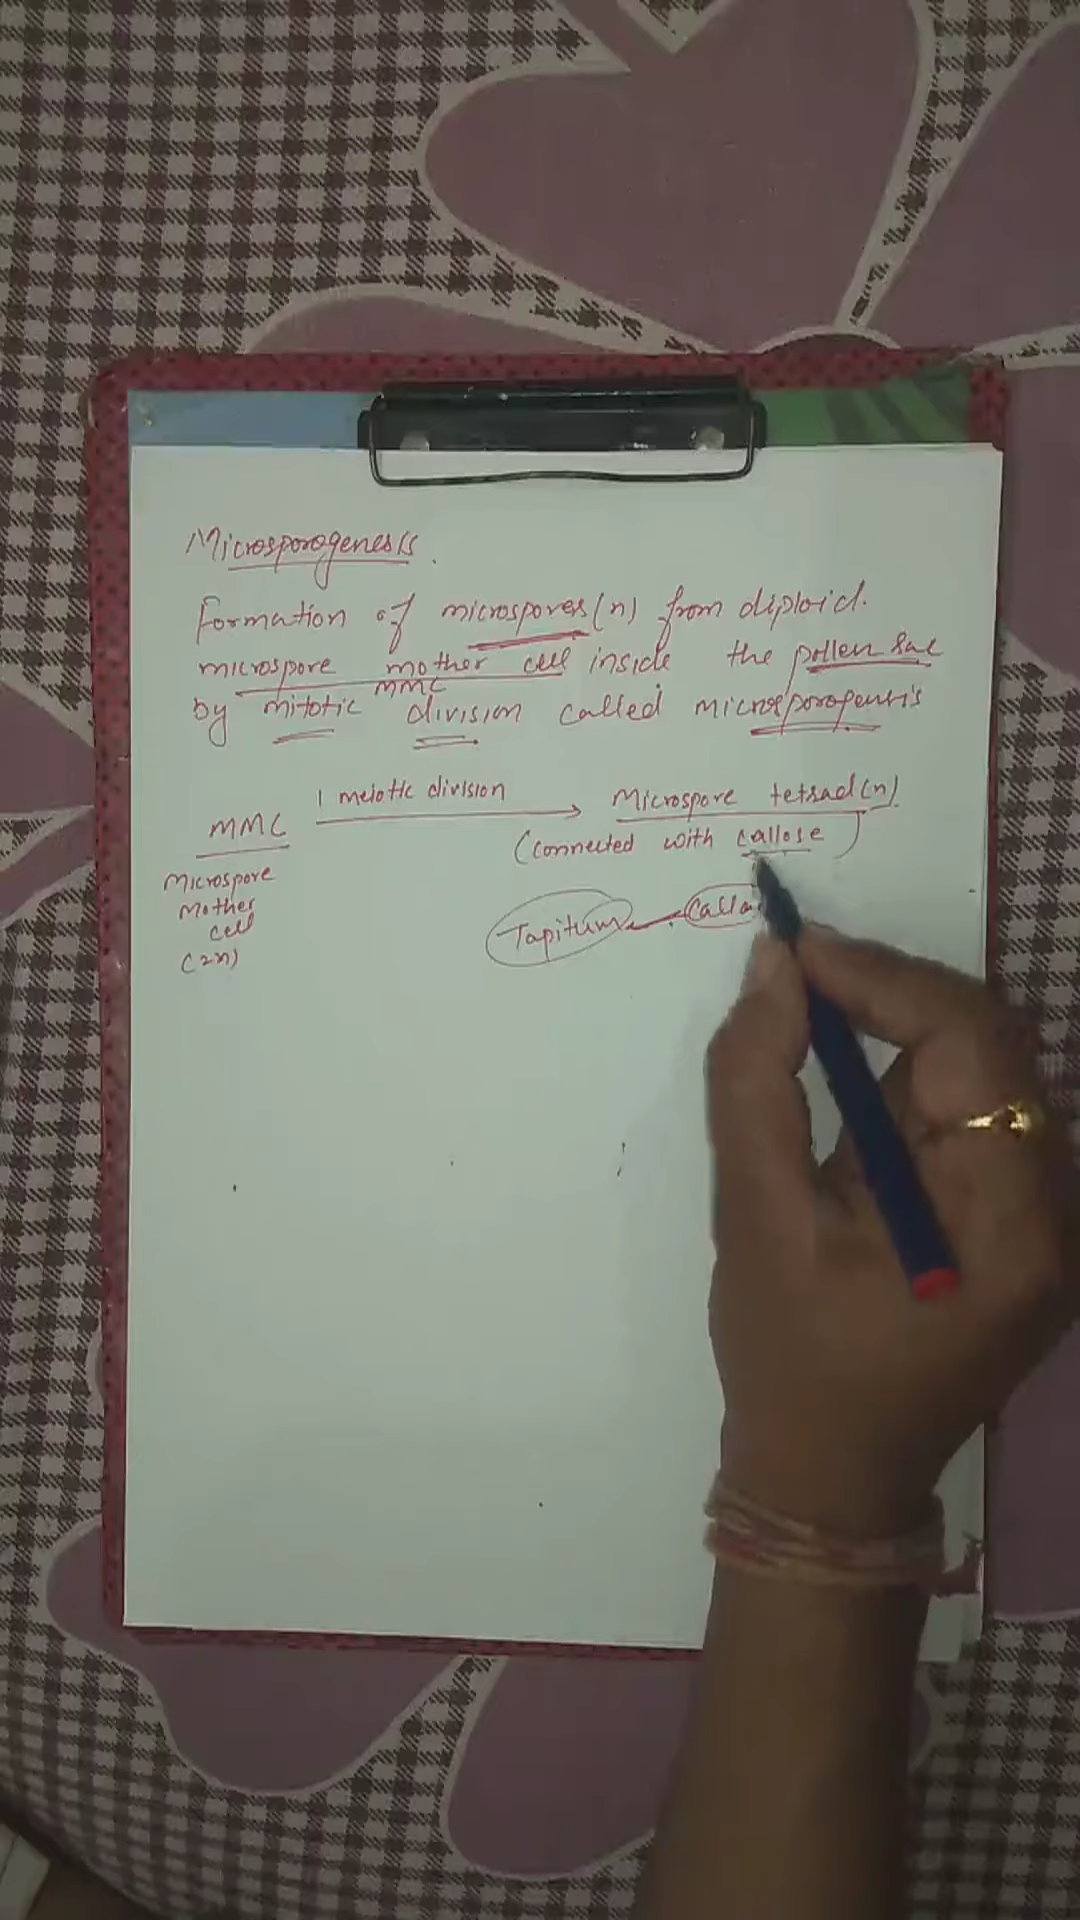 Microsporogenesis.
Formation of microspores (n) from diploid.
microspore mother cell inside the pollen sac
MMC
by mitotic division called microsporogenesis
1 meiotic division
MMC
Microspore tetrad (n)
(connected with callose)
Microspore
Mother
cell
(2n)
Tapitum